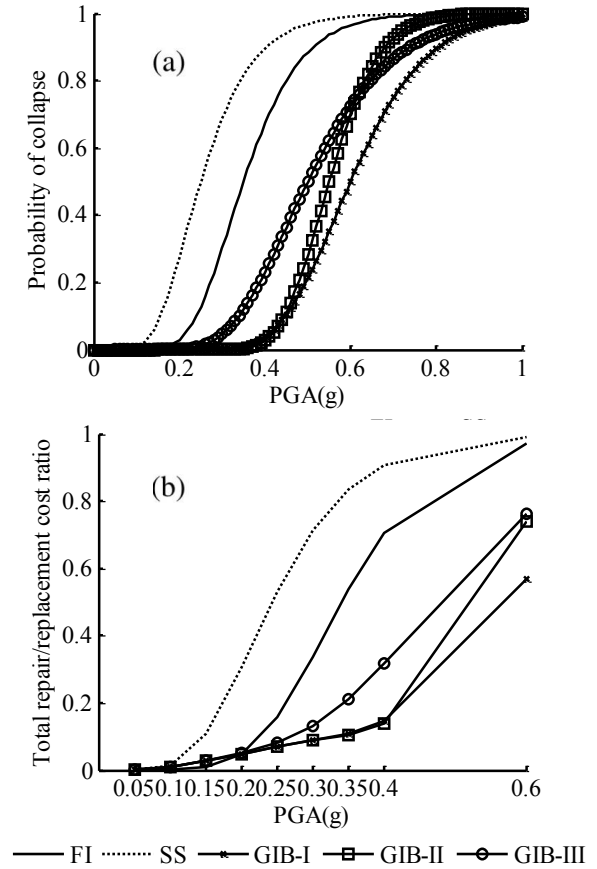 (a)
Probability of collapse
1
0.8
0.6
0.4
0.2
0
0 0.2 0.4 0.6 0.8 1
PGA(g)
(b)
Total repair/replacement cost ratio
1
0.8
0.6
0.4
0.2
0
0.050.10.150.20.250.30.350.4 0.6
PGA(g)
FI SS GIB-I GIB-II GIB-III